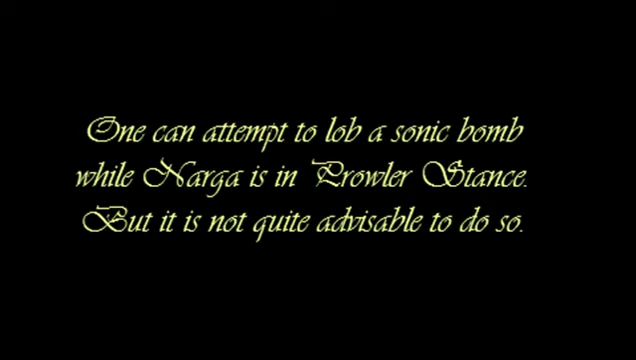 One can attempt to lob a sonic bomb
while Narga is in Prowler Stance.
But it is not quite advisable to do so.